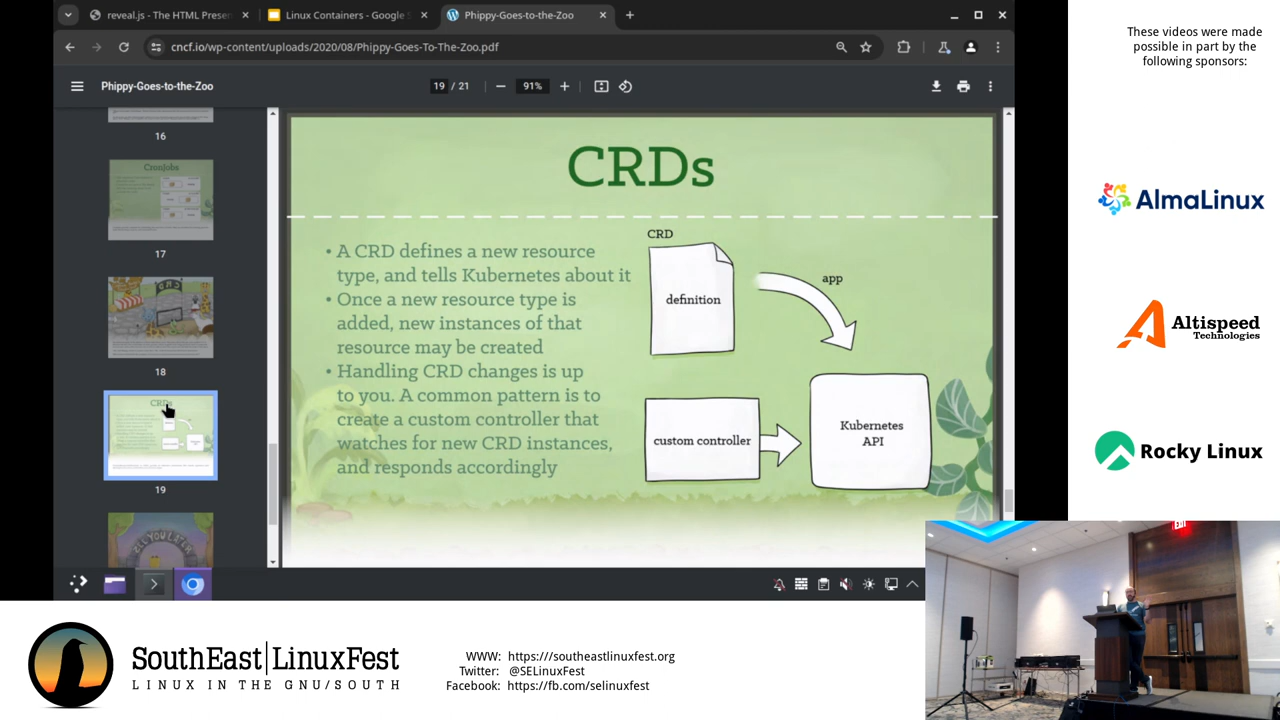 reveal.js - The HTML Presen
Linux Containers - Google S
Phippy-Goes-to-the-Zoo
cncf.io/wp-content/uploads/2020/08/Phippy-Goes-To-The-Zoo.pdf
Phippy-Goes-to-the-Zoo
19 / 21
91%
16
CronJobs
17
18
CRDs
19
CRDs
• A CRD defines a new resource
type, and tells Kubernetes about it
• Once a new resource type is
added, new instances of that
resource may be created
• Handling CRD changes is up
to you. A common pattern is to
create a custom controller that
watches for new CRD instances,
and responds accordingly
CRD
definition
app
custom controller
Kubernetes
API
These videos were made
possible in part by the
following sponsors:
AlmaLinux
Altispeed
Technologies
Rocky Linux
EXIT
SouthEast|LinuxFest
LINUX IN THE GNU/SOUTH
WWW: https:///southeastlinuxfest.org
Twitter: @SELinuxFest
Facebook: https://fb.com/selinuxfest